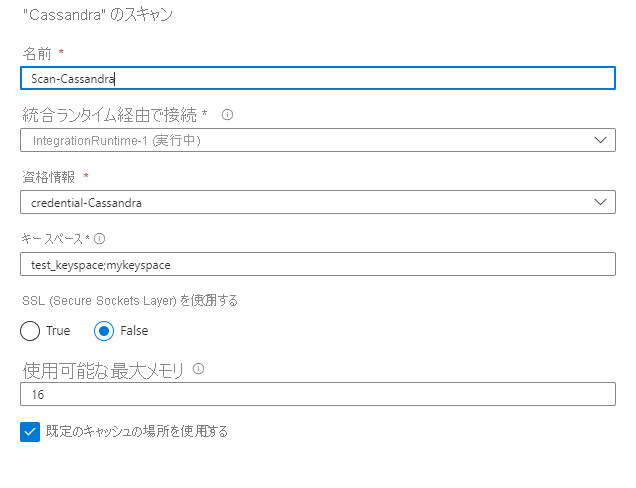 "Cassandra" のスキャン
名前 *
Scan-Cassandra
統合ランタイム経由で接続 *
IntegrationRuntime-1 (実行中)
資格情報 *
credential-Cassandra
キースペース *
test_keyspace;mykeyspace
SSL (Secure Sockets Layer) を使用する
True False
使用可能な最大メモリ
16
既定のキャッシュの場所を使用する